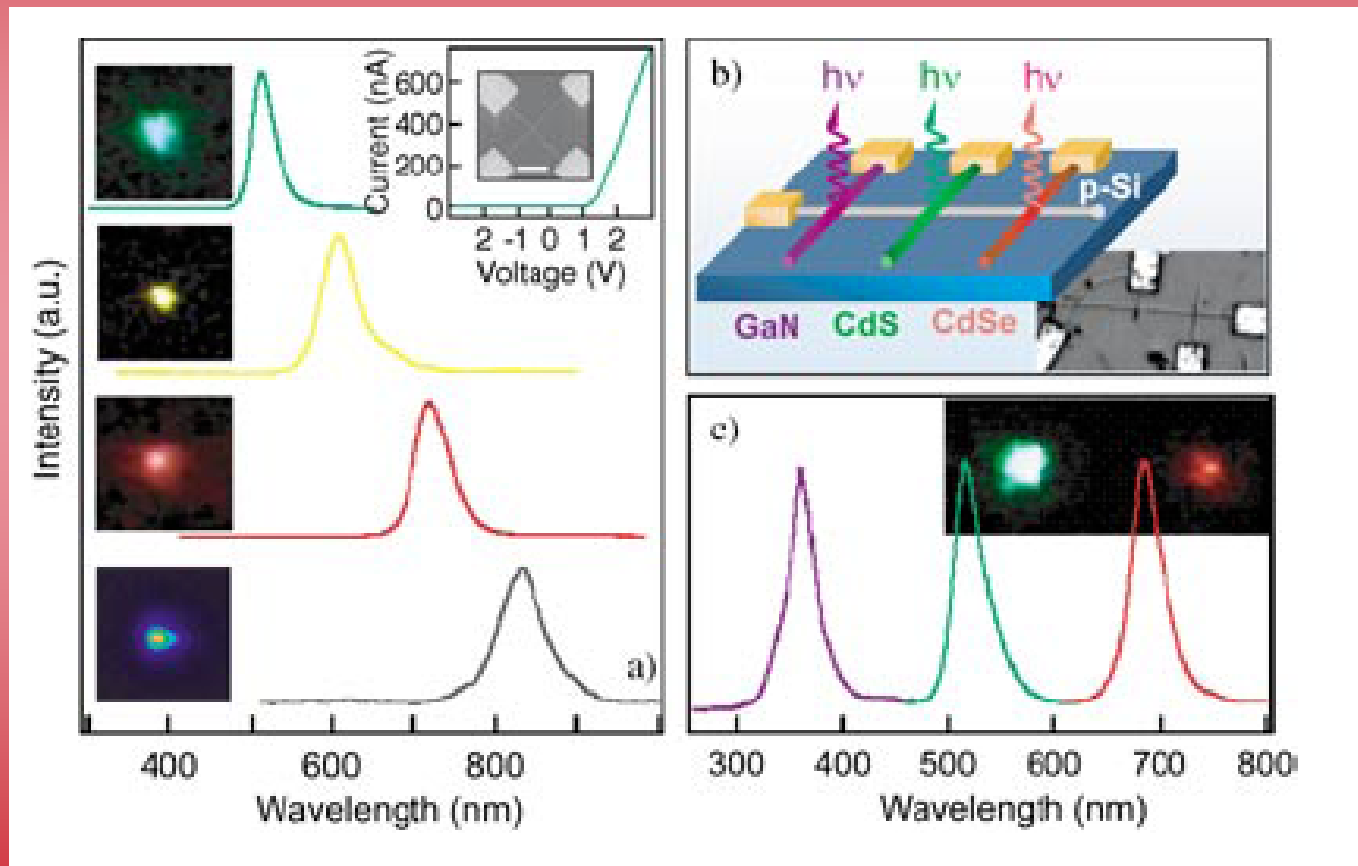 Intensity (a.u.)
Current (nA)
600
400
200
0
2 -1 0 1 2
Voltage (V)
a)
400 600 800
Wavelength (nm)
b)
hν hν hν
p-Si
GaN CdS CdSe
c)
300 400 500 600 700 800
Wavelength (nm)